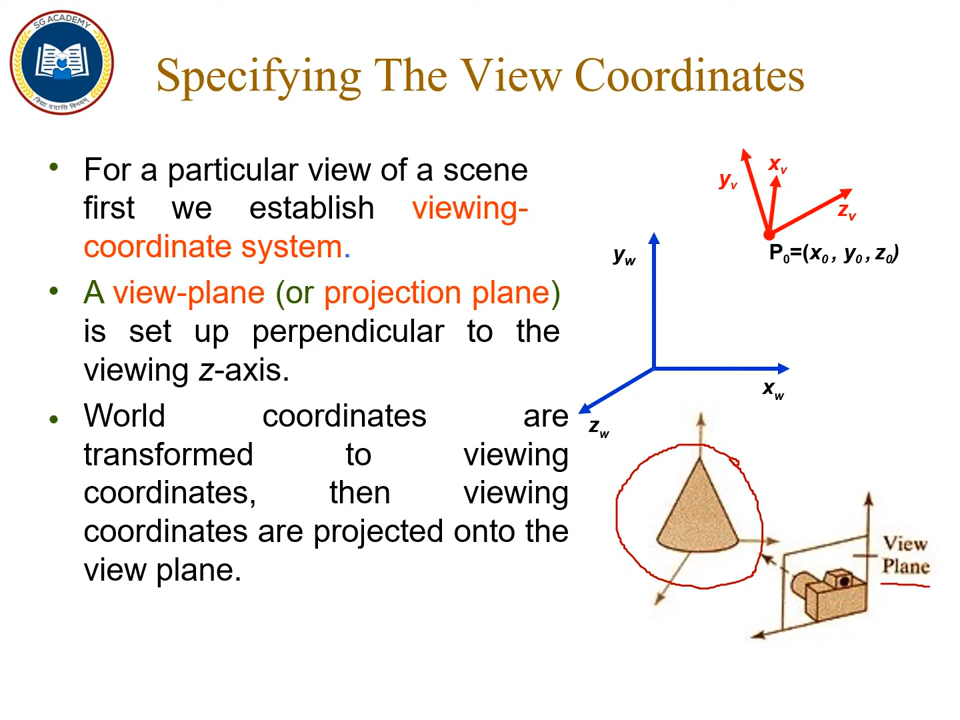 SG ACADEMY
Specifying The View Coordinates
• For a particular view of a scene
first we establish viewing-
coordinate system.
• A view-plane (or projection plane)
is set up perpendicular to the
viewing z-axis.
• World coordinates are
transformed to viewing
coordinates, then viewing
coordinates are projected onto the
view plane.
yv
xv
zv
P0=(x0 , y0 , z0)
yw
xw
zw
View
Plane